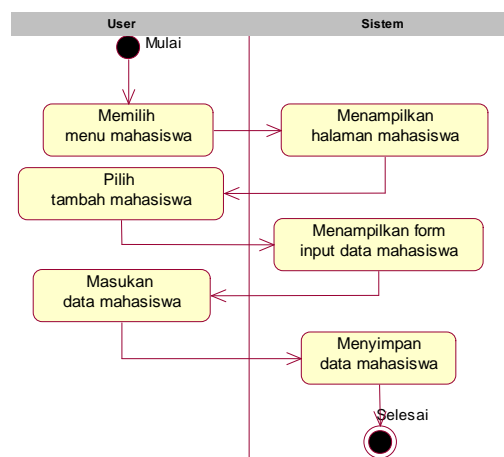 User
Sistem
Mulai
Memilih
menu mahasiswa
Menampilkan
halaman mahasiswa
Pilih
tambah mahasiswa
Menampilkan form
input data mahasiswa
Masukan
data mahasiswa
Menyimpan
data mahasiswa
Selesai